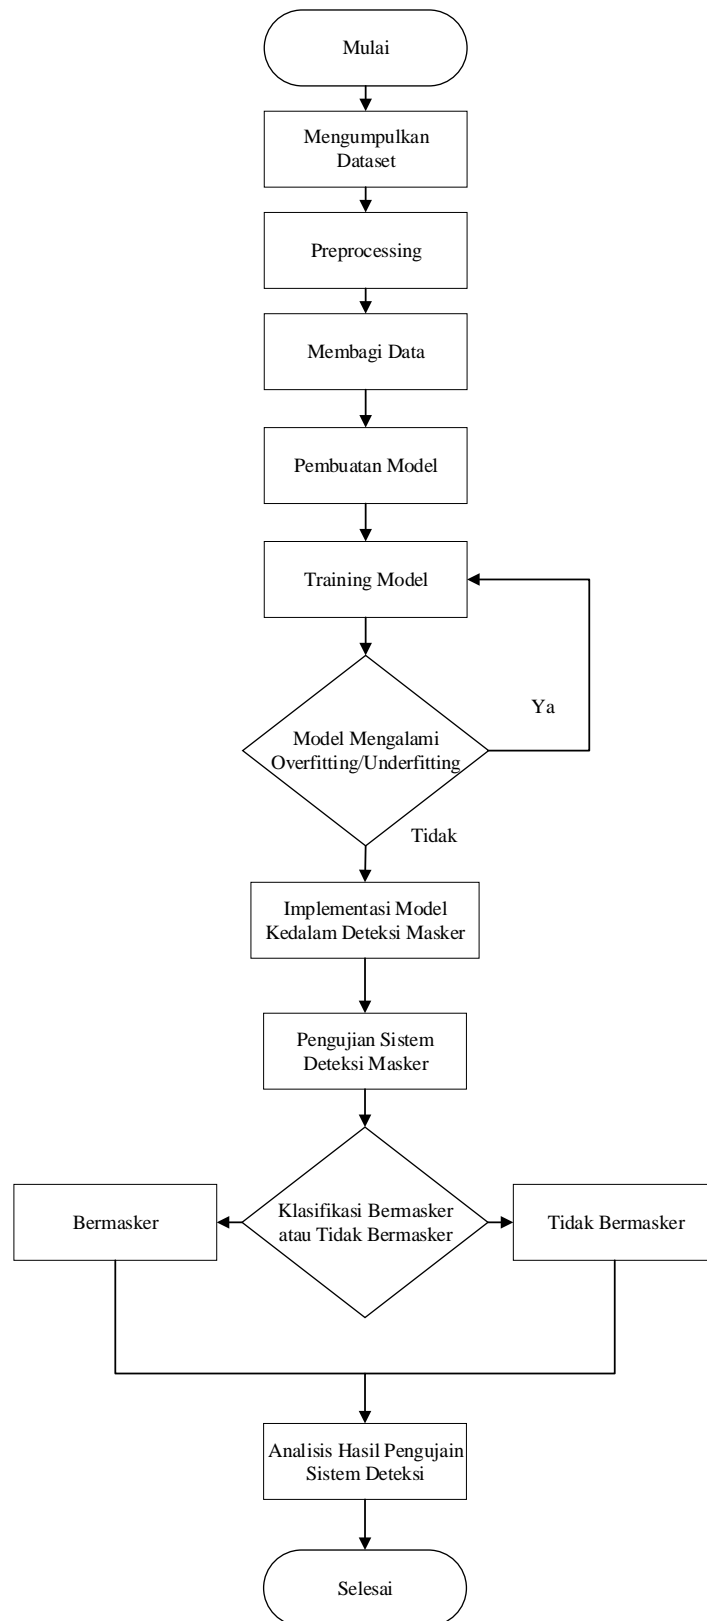 Mulai
Mengumpulkan
Dataset
Preprocessing
Membagi Data
Pembuatan Model
Training Model
Ya
Model Mengalami
Overfitting/Underfitting
Tidak
Implementasi Model
Kedalam Deteksi Masker
Pengujian Sistem
Deteksi Masker
Bermasker
Klasifikasi Bermasker
atau Tidak Bermasker
Tidak Bermasker
Analisis Hasil Pengujain
Sistem Deteksi
Selesai